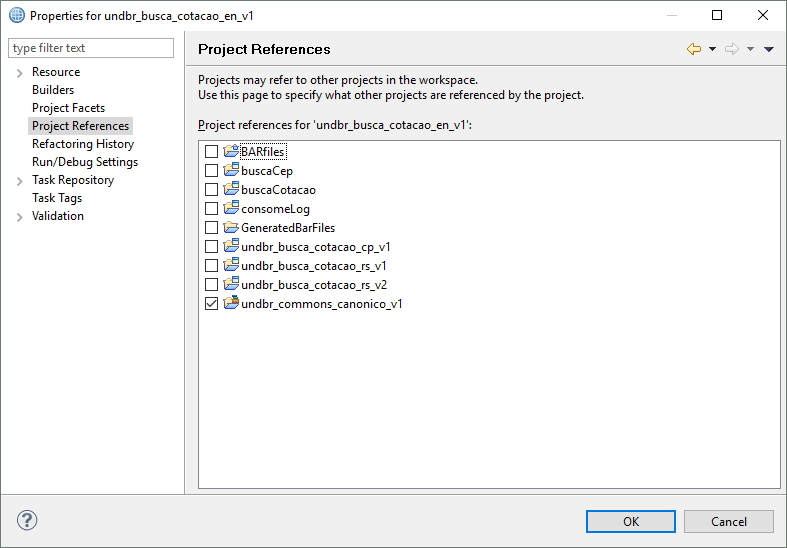 Properties for undbr_busca_cotacao_en_v1
type filter text
Resource
Builders
Project Facets
Project References
Refactoring History
Run/Debug Settings
Task Repository
Task Tags
Validation
Project References
Projects may refer to other projects in the workspace.
Use this page to specify what other projects are referenced by the project.
Project references for 'undbr_busca_cotacao_en_v1':
BARfiles
buscaCep
buscaCotacao
consomeLog
GeneratedBarFiles
undbr_busca_cotacao_cp_v1
undbr_busca_cotacao_rs_v1
undbr_busca_cotacao_rs_v2
undbr_commons_canonico_v1
?
OK
Cancel